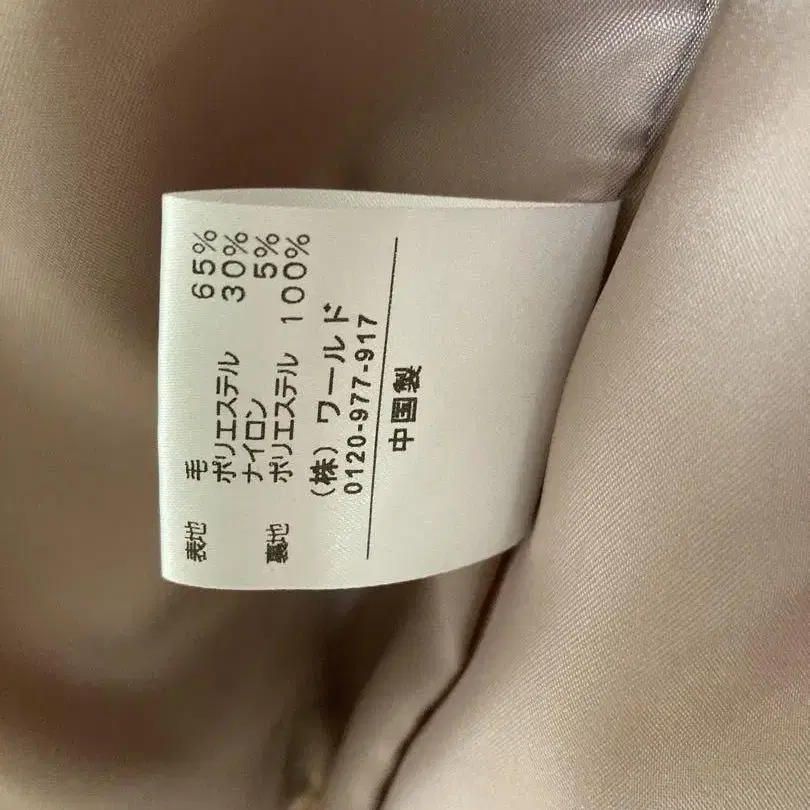 表地 毛 65%
ポリエステル 30%
ナイロン 5%
裏地 ポリエステル 100%
(株) ワールド
0120-977-917
中国製